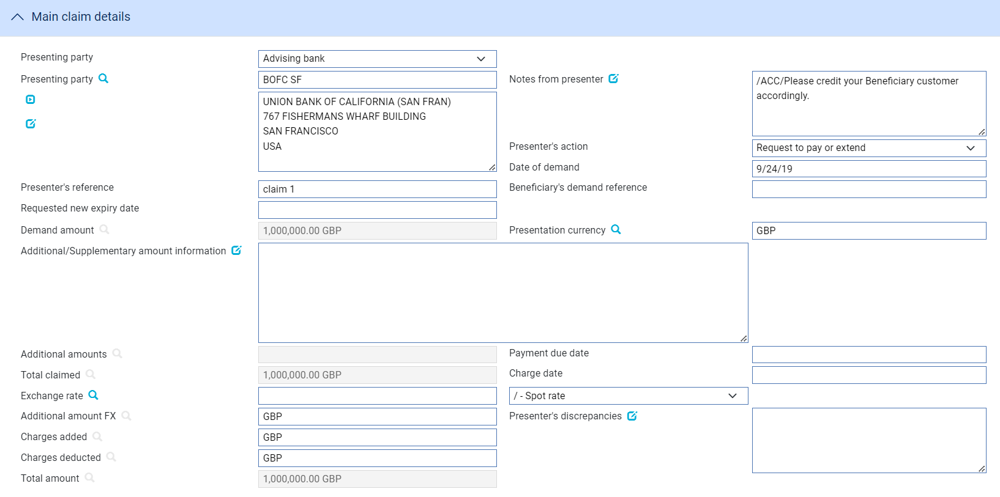 Main claim details
Presenting party
Advising bank
Presenting party
BOFC SF
Notes from presenter
/ACC/Please credit your Beneficiary customer
accordingly.
UNION BANK OF CALIFORNIA (SAN FRAN)
767 FISHERMANS WHARF BUILDING
SAN FRANCISCO
USA
Presenter's action
Request to pay or extend
Date of demand
9/24/19
Presenter's reference
claim 1
Beneficiary's demand reference
Requested new expiry date
Demand amount
1,000,000.00 GBP
Presentation currency
GBP
Additional/Supplementary amount information
Additional amounts
Payment due date
Total claimed
1,000,000.00 GBP
Charge date
Exchange rate
/ - Spot rate
Additional amount FX
GBP
Presenter's discrepancies
Charges added
GBP
Charges deducted
GBP
Total amount
1,000,000.00 GBP